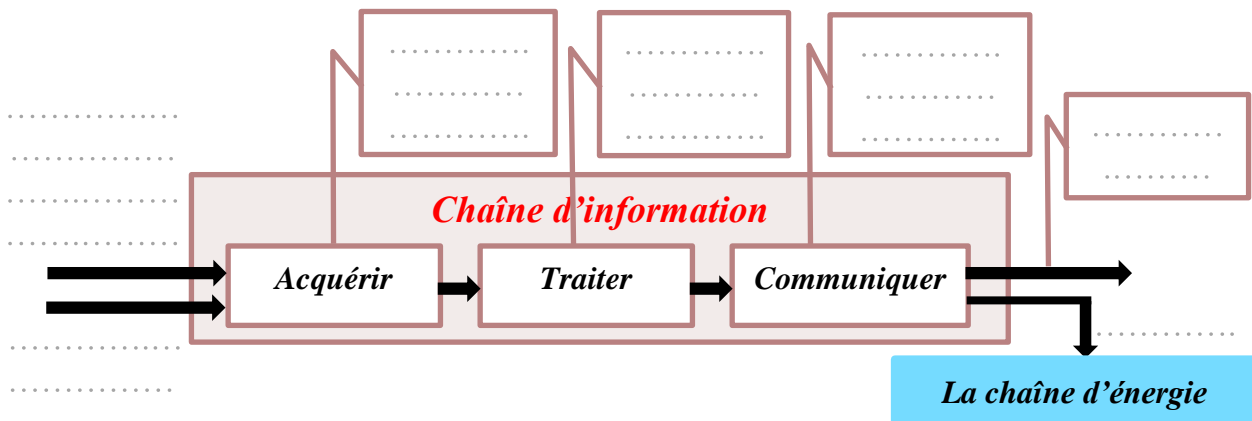 Chaîne d'information
Acquérir
Traiter
Communiquer
La chaîne d'énergie